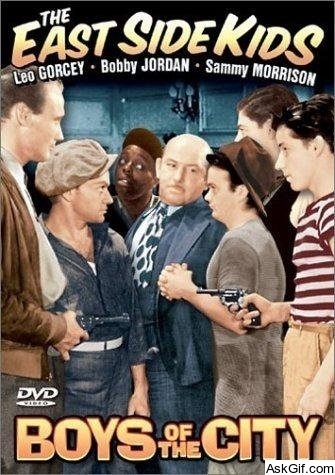 THE
EAST SIDE KIDS
LEO GORCEY • BOBBY JORDAN • SAMMY MORRISON
DVD
VIDEO
BOYS OF THE CITY
AskGif.com